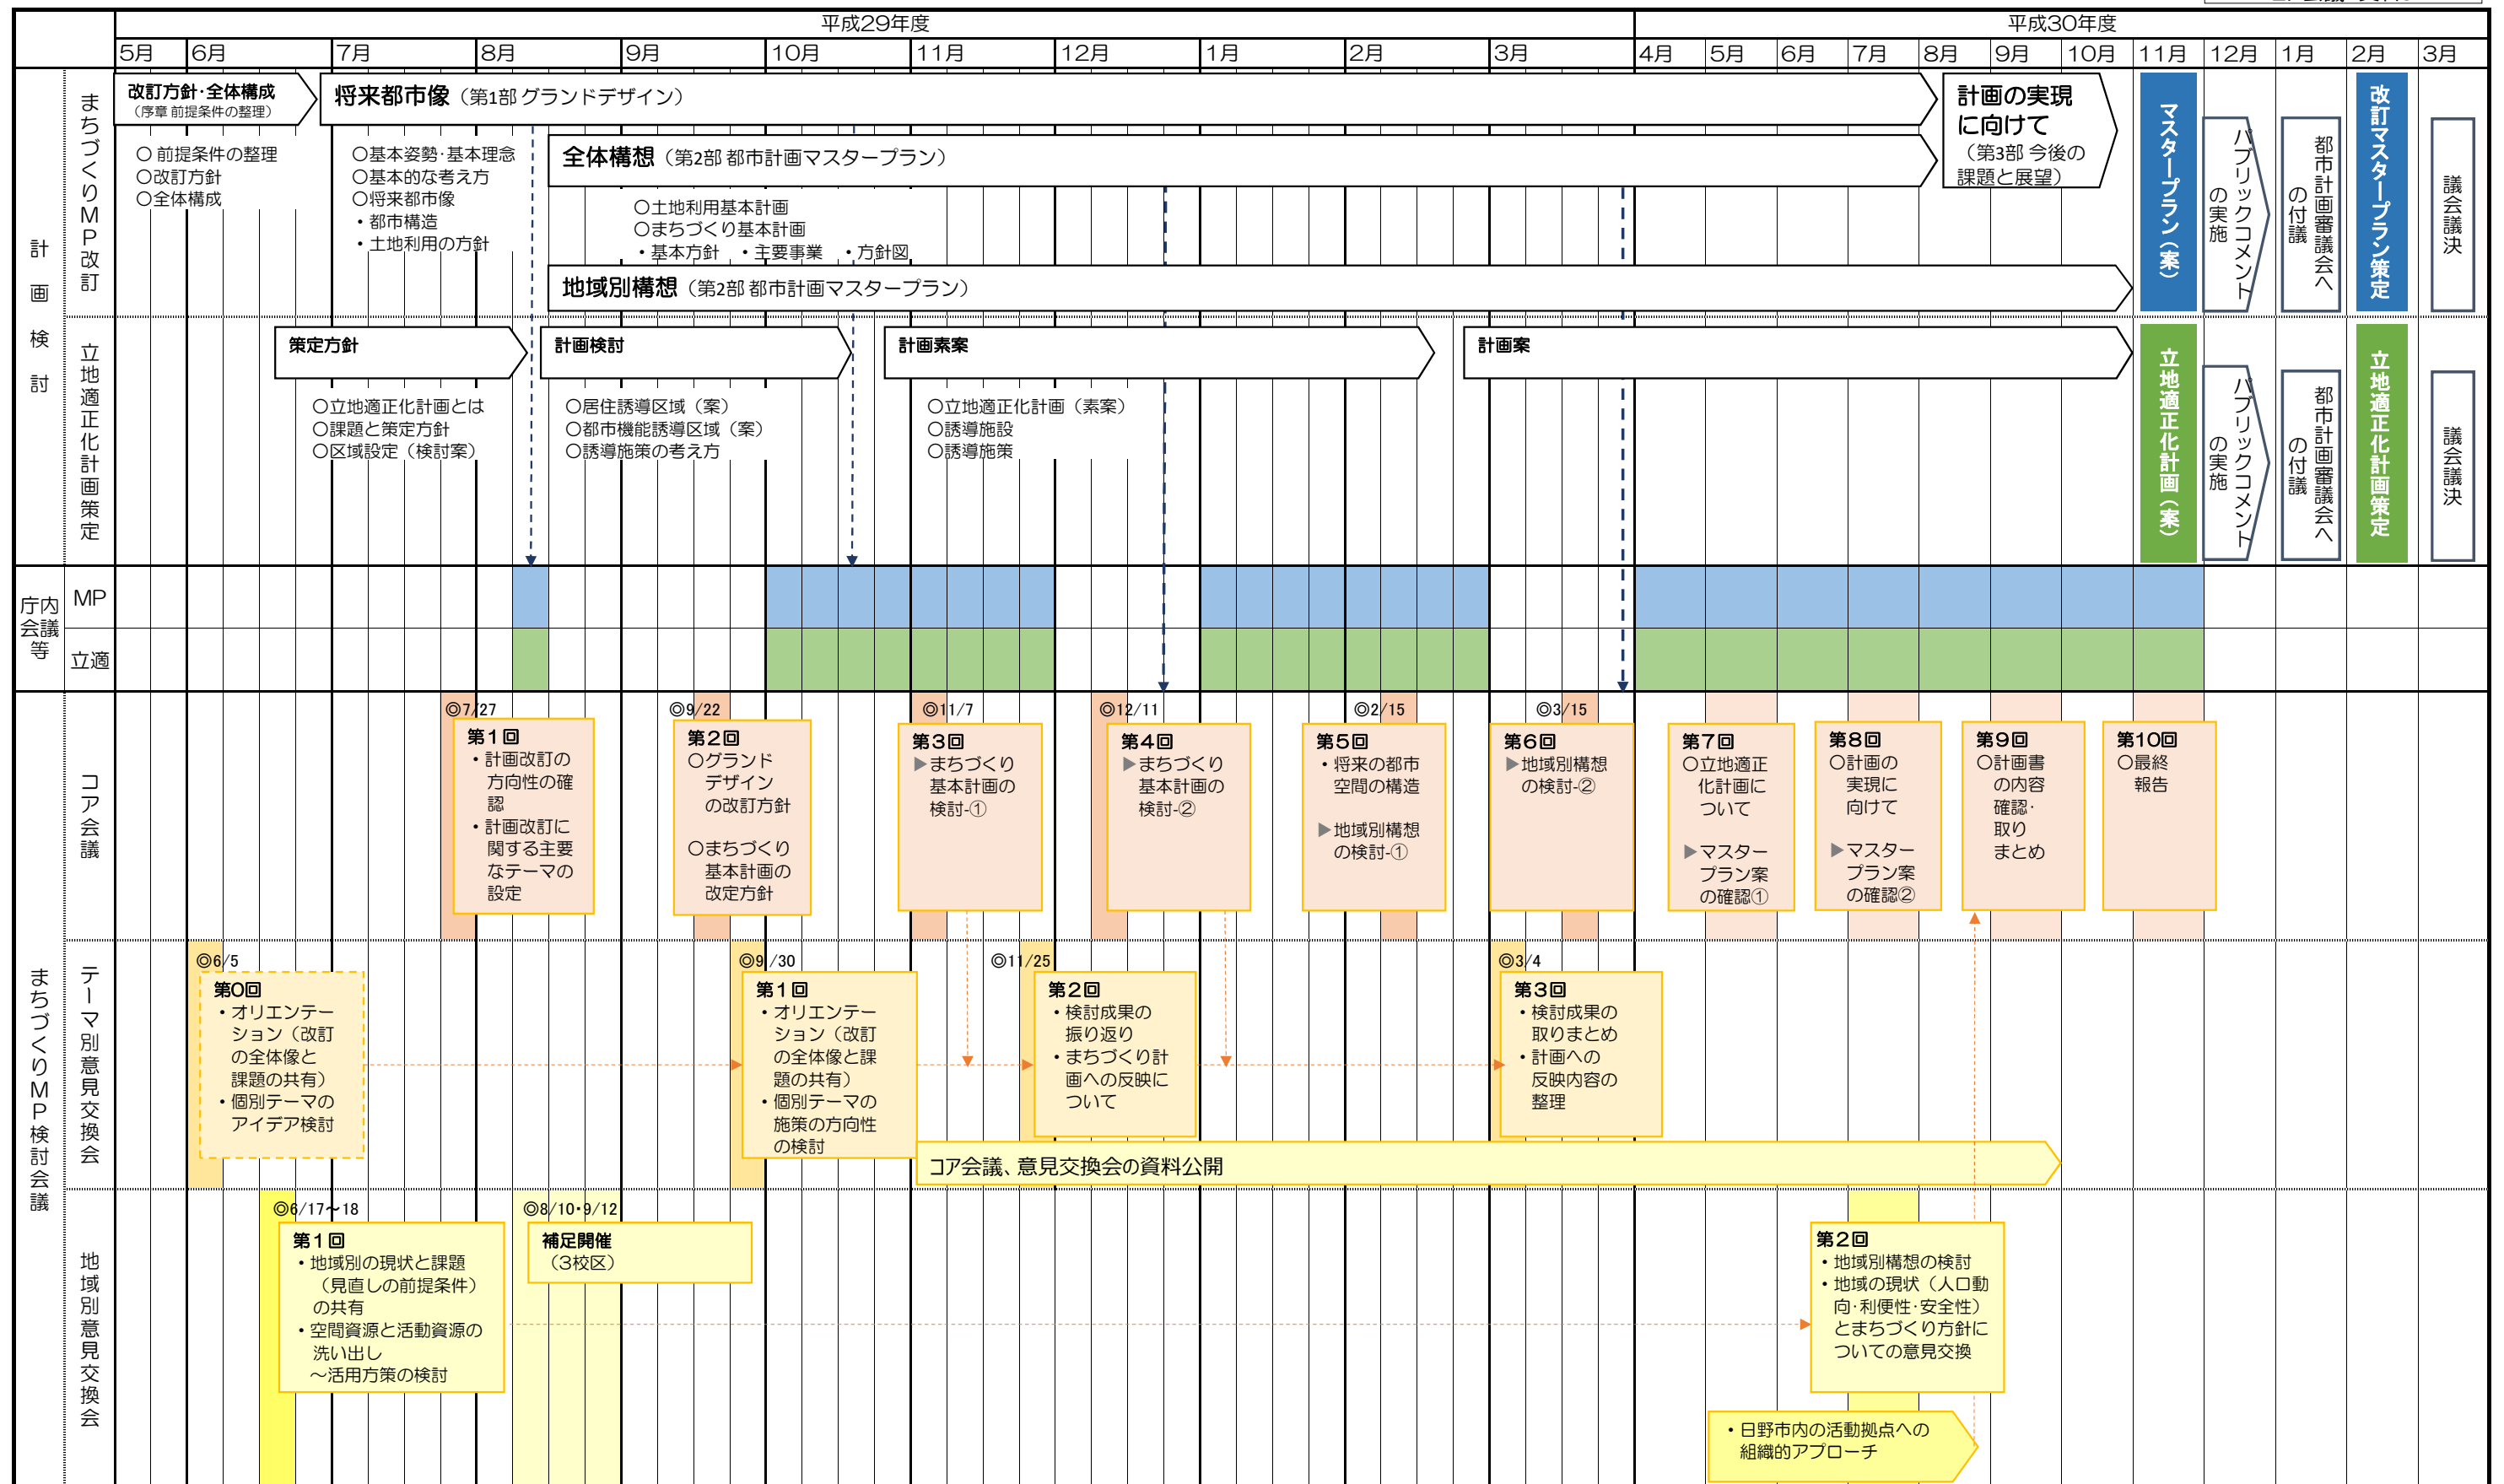 平成29年度
平成30年度
5月 6月 7月 8月 9月 10月 11月 12月 1月 2月 3月 4月 5月 6月 7月 8月 9月 10月 11月 12月 1月 2月 3月
計画検討
まちづくりMP改訂
改訂方針･全体構成
（序章 前提条件の整理）
○ 前提条件の整理
○改訂方針
○全体構成
将来都市像（第1部 グランドデザイン）
○基本姿勢･基本理念
○基本的な考え方
○将来都市像
・都市構造
・土地利用の方針
全体構想（第2部 都市計画マスタープラン）
○土地利用基本計画
○まちづくり基本計画
・基本方針　・主要事業　・方針図
地域別構想（第2部 都市計画マスタープラン）
計画の実現
に向けて
（第3部 今後の
課題と展望）
マスタープラン（案）
パブリックコメント
の実施
都市計画審議会へ
の付議
改訂マスタープラン策定
議会議決
立地適正化計画策定
策定方針
○立地適正化計画とは
○課題と策定方針
○区域設定（検討案）
計画検討
○居住誘導区域（案）
○都市機能誘導区域（案）
○誘導施策の考え方
計画素案
○立地適正化計画（素案）
○誘導施設
○誘導施策
計画案
立地適正化計画（案）
パブリックコメント
の実施
都市計画審議会へ
の付議
立地適正化計画策定
議会議決
庁内
会議
等
MP
立適
まちづくりMP検討会議
コア会議
◎7/27
第1回
・計画改訂の
方向性の確
認
・計画改訂に
関する主要
なテーマの
設定
◎9/22
第2回
○グランド
デザイン
の改訂方針
○まちづくり
基本計画の
改定方針
◎11/7
第3回
▶まちづくり
基本計画の
検討-①
◎12/11
第4回
▶まちづくり
基本計画の
検討-②
◎2/15
第5回
・将来の都市
空間の構造
▶地域別構想
の検討-①
◎3/15
第6回
▶地域別構想
の検討-②
第7回
○立地適正
化計画に
ついて
▶マスター
プラン案
の確認①
第8回
○計画の
実現に
向けて
▶マスター
プラン案
の確認②
第9回
○計画書
の内容
確認･
取り
まとめ
第10回
○最終
報告
テーマ別意見交換会
◎6/5
第0回
・オリエンテー
ション（改訂
の全体像と
課題の共有）
・個別テーマの
アイデア検討
◎9/30
第1回
・オリエンテー
ション（改訂
の全体像と課
題の共有）
・個別テーマの
施策の方向性
の検討
◎11/25
第2回
・検討成果の
振り返り
・まちづくり計
画への反映に
ついて
◎3/4
第3回
・検討成果の
取りまとめ
・計画への
反映内容の
整理
コア会議、意見交換会の資料公開
地域別意見交換会
◎6/17～18
第1回
・地域別の現状と課題
（見直しの前提条件）
の共有
・空間資源と活動資源の
洗い出し
～活用方策の検討
◎8/10･9/12
補足開催
（3校区）
第2回
・地域別構想の検討
・地域の現状（人口動
向･利便性･安全性）
とまちづくり方針に
ついての意見交換
・日野市内の活動拠点への
組織的アプローチ